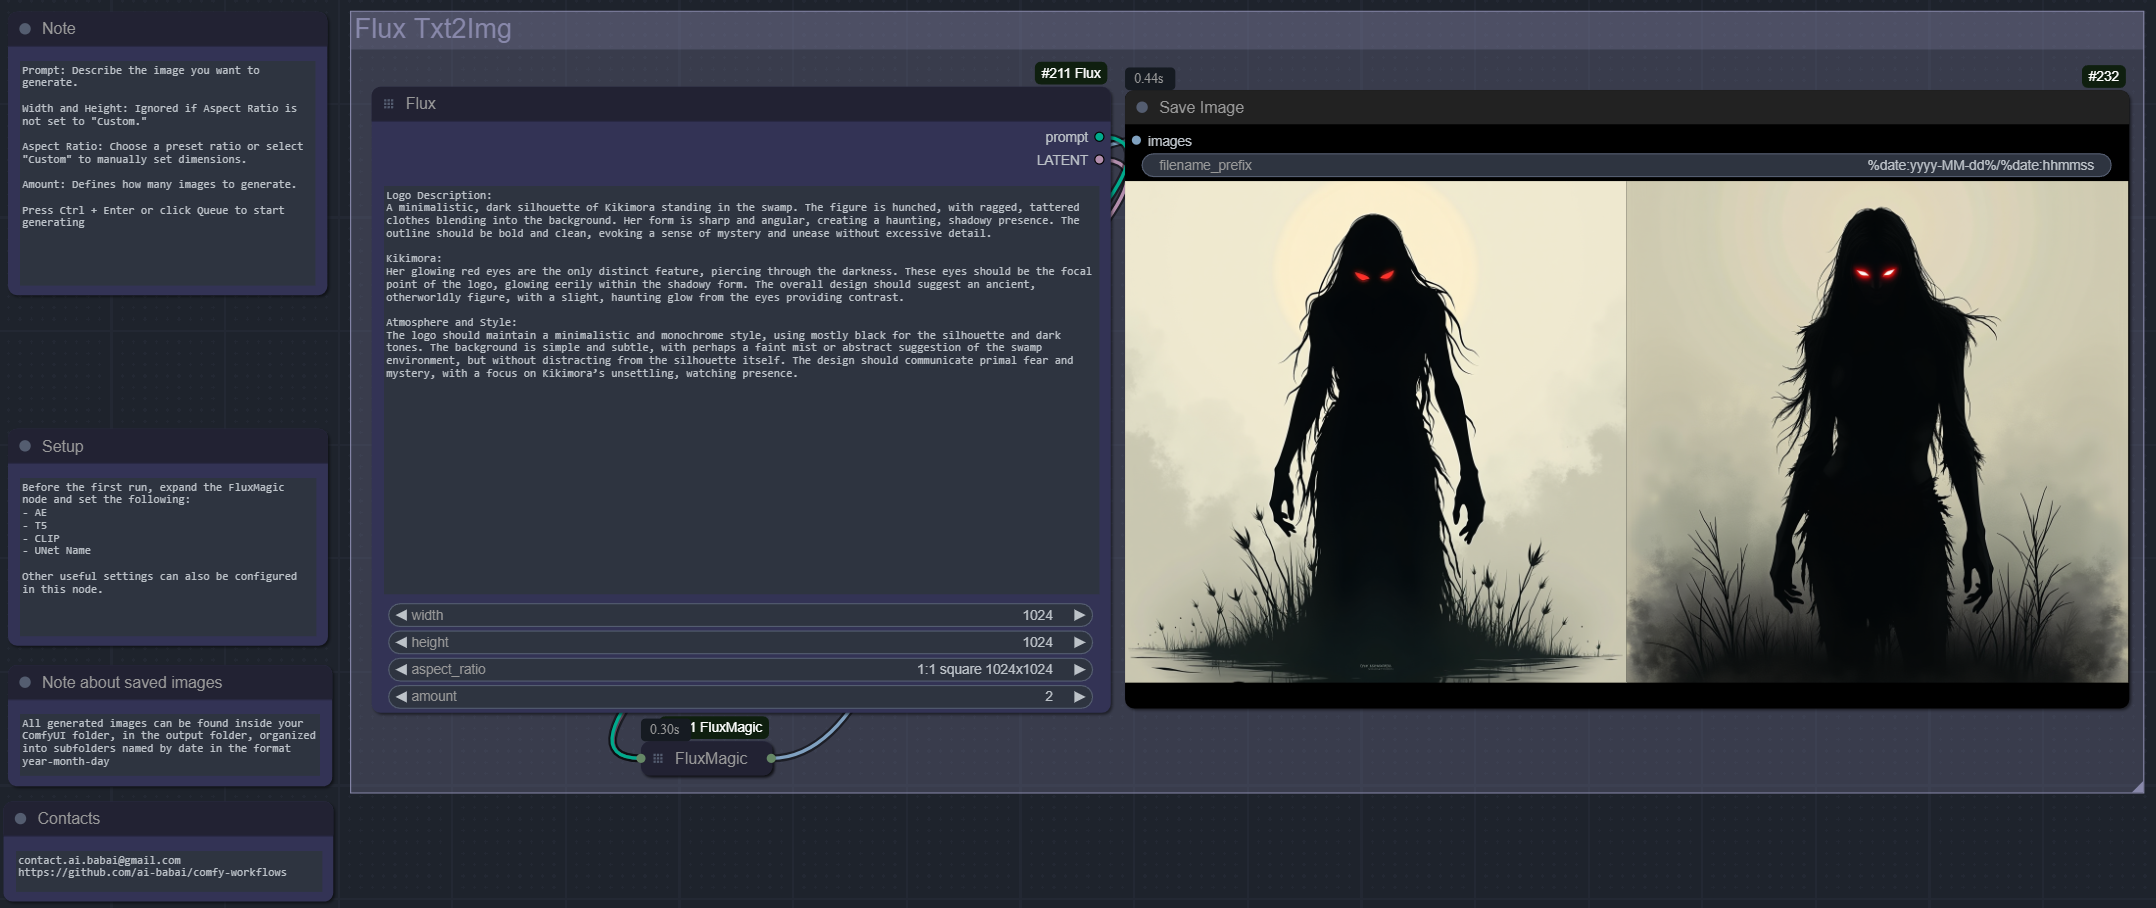 Note
Prompt: Describe the image you want to
generate.
Width and Height: Ignored if Aspect Ratio is
not set to "Custom."
Aspect Ratio: Choose a preset ratio or select
"Custom" to manually set dimensions.
Amount: Defines how many images to generate.
Press Ctrl + Enter or click Queue to start
generating
Setup
Before the first run, expand the FluxMagic
node and set the following:
- AE
- T5
- CLIP
- UNet Name
Other useful settings can also be configured
in this node.
Note about saved images
All generated images can be found inside your
ComfyUI folder, in the output folder, organized
into subfolders named by date in the format
year-month-day
Contacts
contact.ai.babai@gmail.com
https://github.com/ai-babai/comfy-workflows
Flux Txt2Img
#211 Flux
Flux
prompt
LATENT
Logo Description:
A minimalistic, dark silhouette of Kikimora standing in the swamp. The figure is hunched, with ragged, tattered
clothes blending into the background. Her form is sharp and angular, creating a haunting, shadowy presence. The
outline should be bold and clean, evoking a sense of mystery and unease without excessive detail.
Kikimora:
Her glowing red eyes are the only distinct feature, piercing through the darkness. These eyes should be the focal
point of the logo, glowing eerily within the shadowy form. The overall design should suggest an ancient,
otherworldly figure, with a slight, haunting glow from the eyes providing contrast.
Atmosphere and Style:
The logo should maintain a minimalistic and monochrome style, using mostly black for the silhouette and dark
tones. The background is simple and subtle, with perhaps a faint mist or abstract suggestion of the swamp
environment, but without distracting from the silhouette itself. The design should communicate primal fear and
mystery, with a focus on Kikimora’s unsettling, watching presence.
width 1024
height 1024
aspect_ratio 1:1 square 1024x1024
amount 2
0.30s
1 FluxMagic
FluxMagic
0.44s
#232
Save Image
images
filename_prefix %date:yyyy-MM-dd%/%date:hhmmss